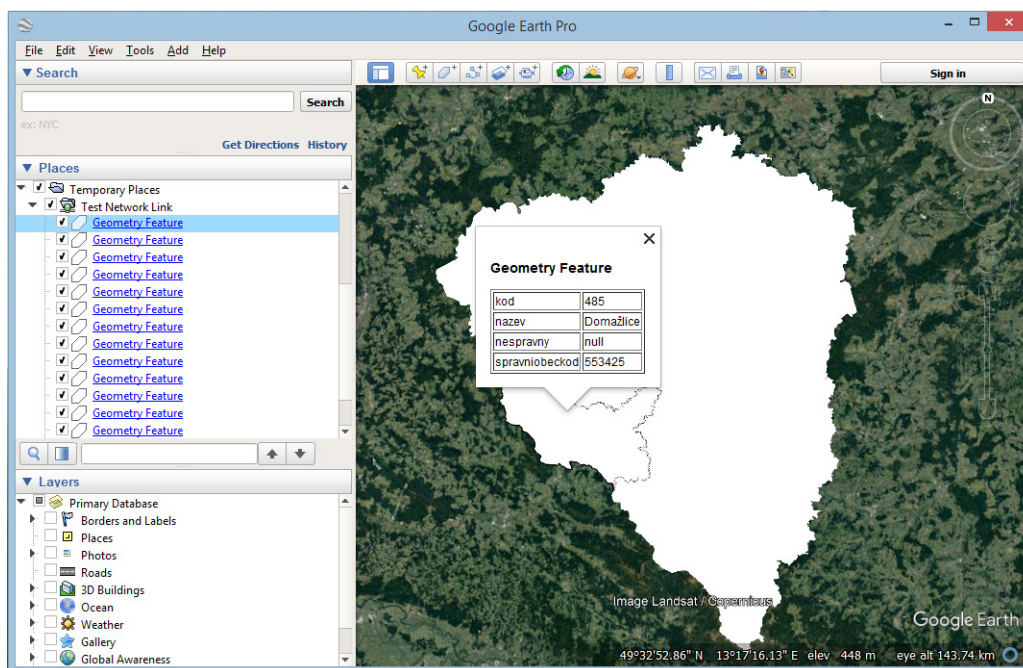 Google Earth Pro
File Edit View Tools Add Help
Search
Sign in
Search
ex: NYC
Get Directions History
Places
Temporary Places
Test Network Link
Geometry Feature
Geometry Feature
Geometry Feature
Geometry Feature
Geometry Feature
Geometry Feature
Geometry Feature
Geometry Feature
Geometry Feature
Geometry Feature
Geometry Feature
Geometry Feature
Geometry Feature
Layers
Primary Database
Borders and Labels
Places
Photos
Roads
3D Buildings
Ocean
Weather
Gallery
Global Awareness
N
Geometry Feature
kod 485
nazev Domažlice
nespravny null
spravniobeckod 553425
Image Landsat / Copernicus
Google Earth
49°32'52.86" N 13°17'16.13" E elev 448 m eye alt 143.74 km